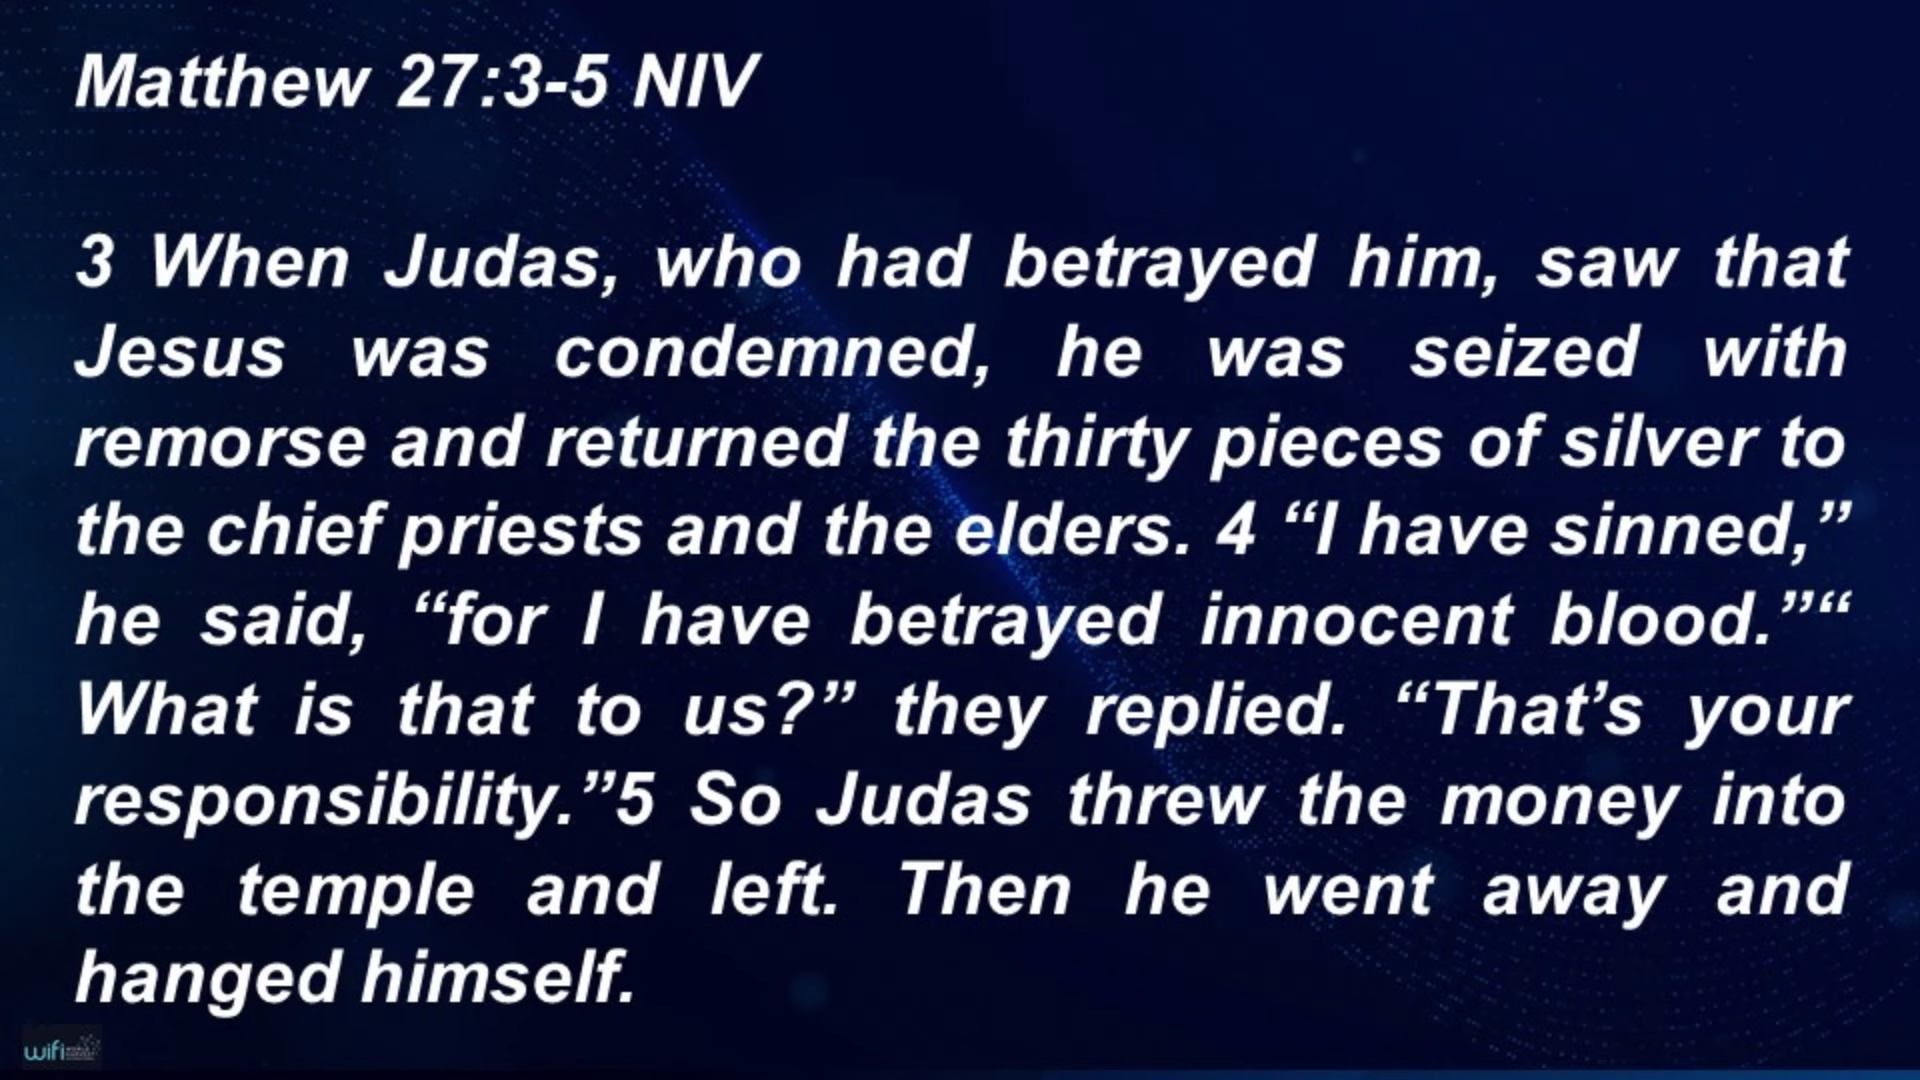 Matthew 27:3-5 NIV
3 When Judas, who had betrayed him, saw that
Jesus was condemned, he was seized with
remorse and returned the thirty pieces of silver to
the chief priests and the elders. 4 “I have sinned,”
he said, “for I have betrayed innocent blood.”“
What is that to us?” they replied. “That’s your
responsibility.”5 So Judas threw the money into
the temple and left. Then he went away and
hanged himself.
wifi